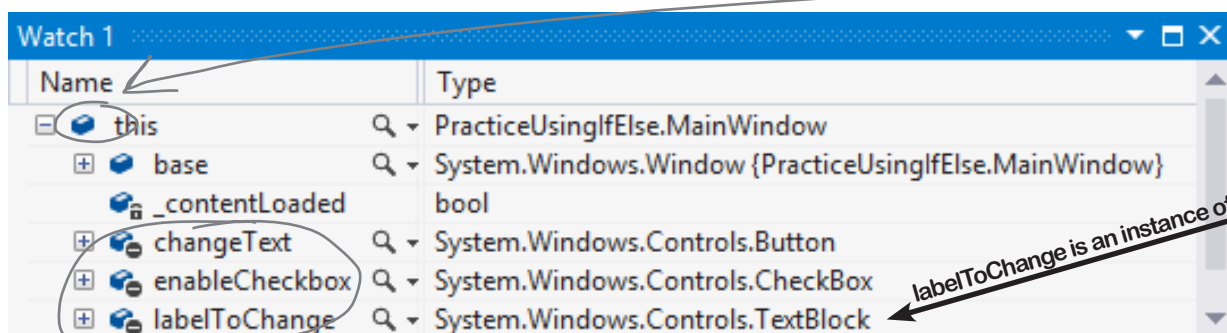 Watch 1
Name Type
this PracticeUsingIfElse.MainWindow
base System.Windows.Window {PracticeUsingIfElse.MainWindow}
_contentLoaded bool
changeText System.Windows.Controls.Button
enableCheckbox System.Windows.Controls.CheckBox
labelToChange System.Windows.Controls.TextBlock
labelToChange is an instance of